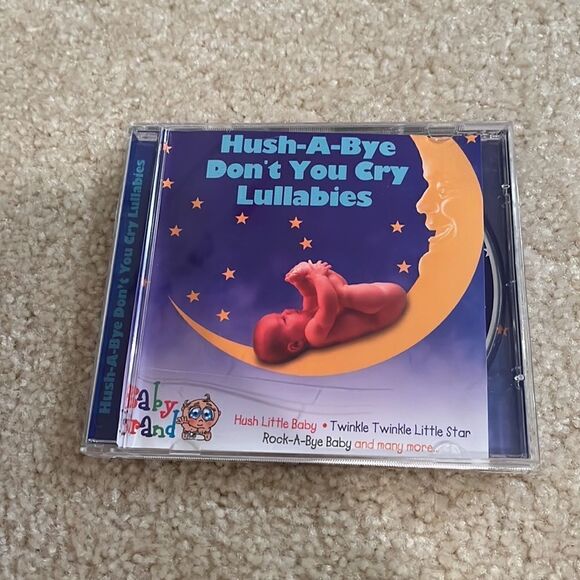 Hush-A-Bye Don't You Cry Lullabies
Hush-A-Bye
Don't You Cry
Lullabies
Baby
Hush Little Baby • Twinkle Twinkle Little Star
Rock-A-Bye Baby and many more..